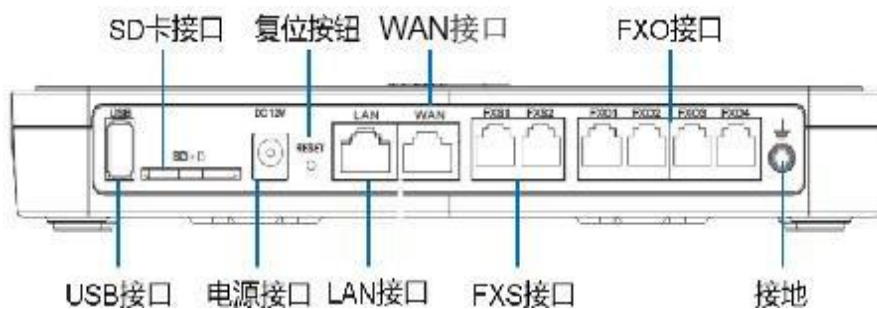 SD卡接口 复位按钮 WAN接口 FXO接口
USB DC 12V LAN WAN FXS1 FXS2 FXO1 FXO2 FXO3 FXO4
RESET
USB接口 电源接口 LAN接口 FXS接口 接地